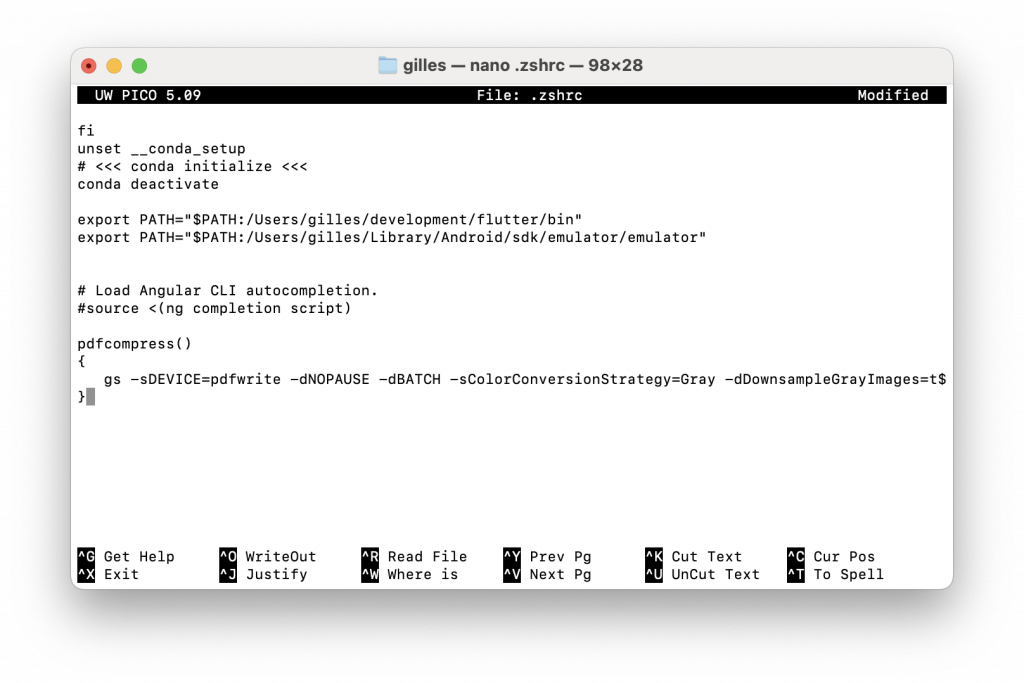 gilles — nano .zshrc — 98×28
UW PICO 5.09 File: .zshrc Modified
fi
unset __conda_setup
# <<< conda initialize <<<
conda deactivate
export PATH="$PATH:/Users/gilles/development/flutter/bin"
export PATH="$PATH:/Users/gilles/Library/Android/sdk/emulator/emulator"
# Load Angular CLI autocompletion.
#source <(ng completion script)
pdfcompress()
{
   gs -sDEVICE=pdfwrite -dNOPAUSE -dBATCH -sColorConversionStrategy=Gray -dDownsampleGrayImages=t$
}
^G Get Help ^O WriteOut ^R Read File ^Y Prev Pg ^K Cut Text ^C Cur Pos
^X Exit ^J Justify ^W Where is ^V Next Pg ^U UnCut Text ^T To Spell